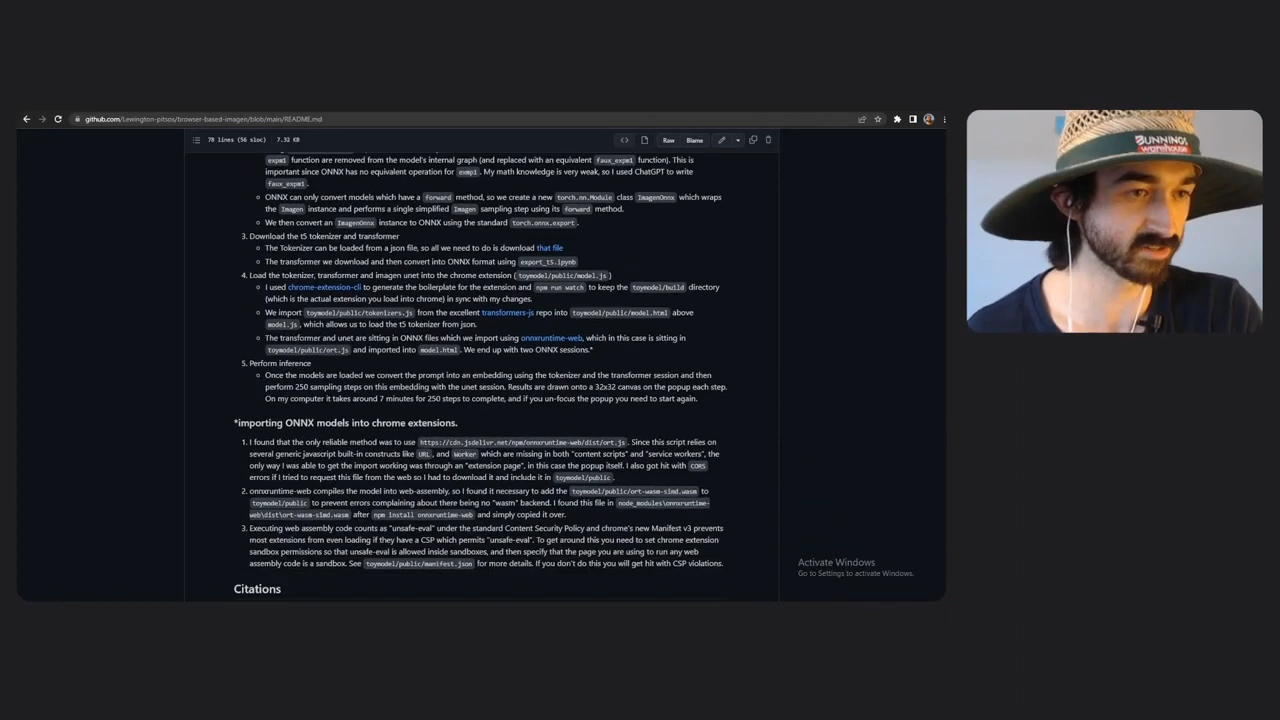 github.com/Lewington-pitsos/browser-based-imagen/blob/main/README.md
78 lines (56 sloc) 7.32 KB
Raw Blame
expm1 function are removed from the model's internal graph (and replaced with an equivalent faux_expm1 function). This is
important since ONNX has no equivalent operation for exmp1. My math knowledge is very weak, so I used ChatGPT to write
faux_expm1.
ONNX can only convert models which have a forward method, so we create a new torch.nn.Module class ImagenOnnx which wraps
the Imagen instance and performs a single simplified Imagen sampling step using its forward method.
We then convert an ImagenOnnx instance to ONNX using the standard torch.onnx.export.
3. Download the t5 tokenizer and transformer
The Tokenizer can be loaded from a json file, so all we need to do is download that file
The transformer we download and then convert into ONNX format using export_t5.ipynb
4. Load the tokenizer, transformer and imagen unet into the chrome extension (toymodel/public/model.js)
I used chrome-extension-cli to generate the boilerplate for the extension and npm run watch to keep the toymodel/build directory
(which is the actual extension you load into chrome) in sync with my changes.
We import toymodel/public/tokenizers.js from the excellent transformers-js repo into toymodel/public/model.html above
model.js, which allows us to load the t5 tokenizer from json.
The transformer and unet are sitting in ONNX files which we import using onnxruntime-web, which in this case is sitting in
toymodel/public/ort.js and imported into model.html. We end up with two ONNX sessions.*
5. Perform inference
Once the models are loaded we convert the prompt into an embedding using the tokenizer and the transformer session and then
perform 250 sampling steps on this embedding with the unet session. Results are drawn onto a 32x32 canvas on the popup each step.
On my computer it takes around 7 minutes for 250 steps to complete, and if you un-focus the popup you need to start again.
*importing ONNX models into chrome extensions.
1. I found that the only reliable method was to use https://cdn.jsdelivr.net/npm/onnxruntime-web/dist/ort.js. Since this script relies on
several generic javascript built-in constructs like URL, and Worker which are missing in both "content scripts" and "service workers", the
only way I was able to get the import working was through an "extension page", in this case the popup itself. I also got hit with CORS
errors if I tried to request this file from the web so I had to download it and include it in toymodel/public.
2. onnxruntime-web compiles the model into web-assembly, so I found it necessary to add the toymodel/public/ort-wasm-simd.wasm to
toymodel/public to prevent errors complaining about there being no "wasm" backend. I found this file in node_modules\onnxruntime-
web\dist\ort-wasm-simd.wasm after npm install onnxruntime-web and simply copied it over.
3. Executing web assembly code counts as "unsafe-eval" under the standard Content Security Policy and chrome's new Manifest v3 prevents
most extensions from even loading if they have a CSP which permits "unsafe-eval". To get around this you need to set chrome extension
sandbox permissions so that unsafe-eval is allowed inside sandboxes, and then specify that the page you are using to run any web
assembly code is a sandbox. See toymodel/public/manifest.json for more details. If you don't do this you will get hit with CSP violations.
Citations
Activate Windows
Go to Settings to activate Windows.
BUNNINGS
warehouse